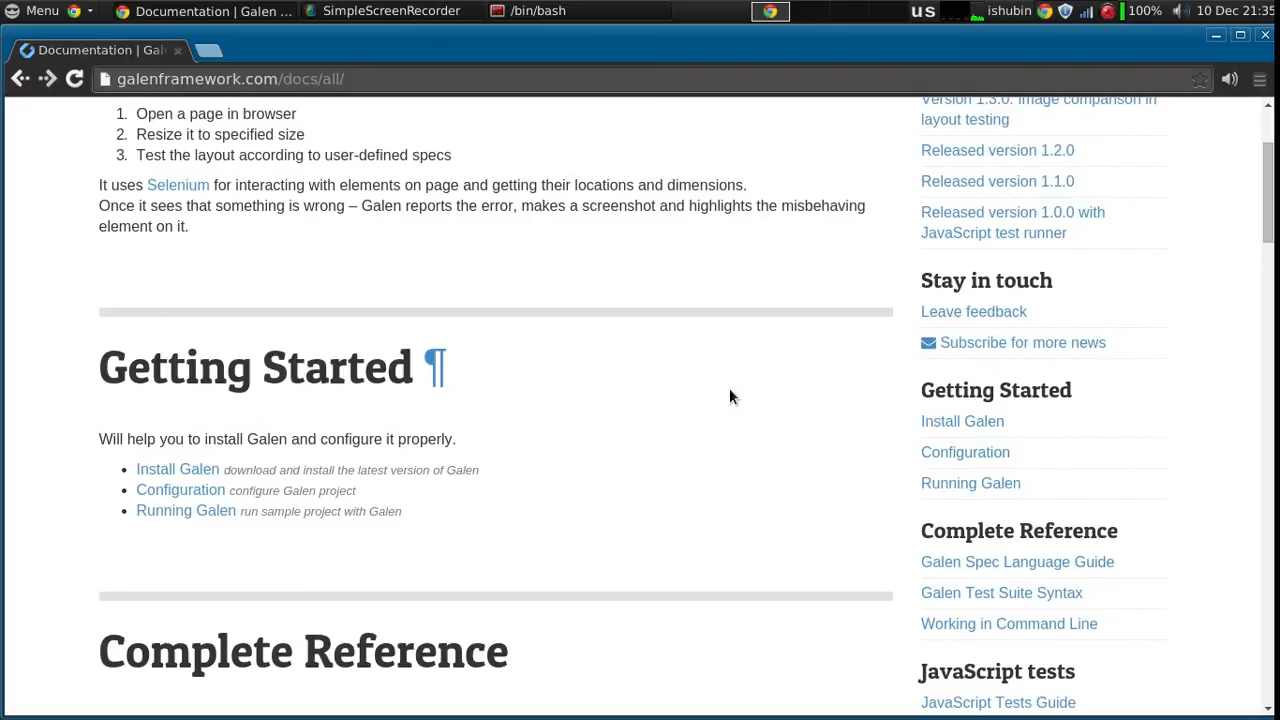 Menu
Documentation | Galen ...
SimpleScreenRecorder
/bin/bash
us
ishubin
100%
10 Dec 21:35
Documentation | Gal
galenframework.com/docs/all/
1. Open a page in browser
2. Resize it to specified size
3. Test the layout according to user-defined specs
It uses Selenium for interacting with elements on page and getting their locations and dimensions.
Once it sees that something is wrong – Galen reports the error, makes a screenshot and highlights the misbehaving
element on it.
Getting Started ¶
Will help you to install Galen and configure it properly.
• Install Galen download and install the latest version of Galen
• Configuration configure Galen project
• Running Galen run sample project with Galen
Complete Reference
Version 1.3.0. Image comparison in
layout testing
Released version 1.2.0
Released version 1.1.0
Released version 1.0.0 with
JavaScript test runner
Stay in touch
Leave feedback
Subscribe for more news
Getting Started
Install Galen
Configuration
Running Galen
Complete Reference
Galen Spec Language Guide
Galen Test Suite Syntax
Working in Command Line
JavaScript tests
JavaScript Tests Guide